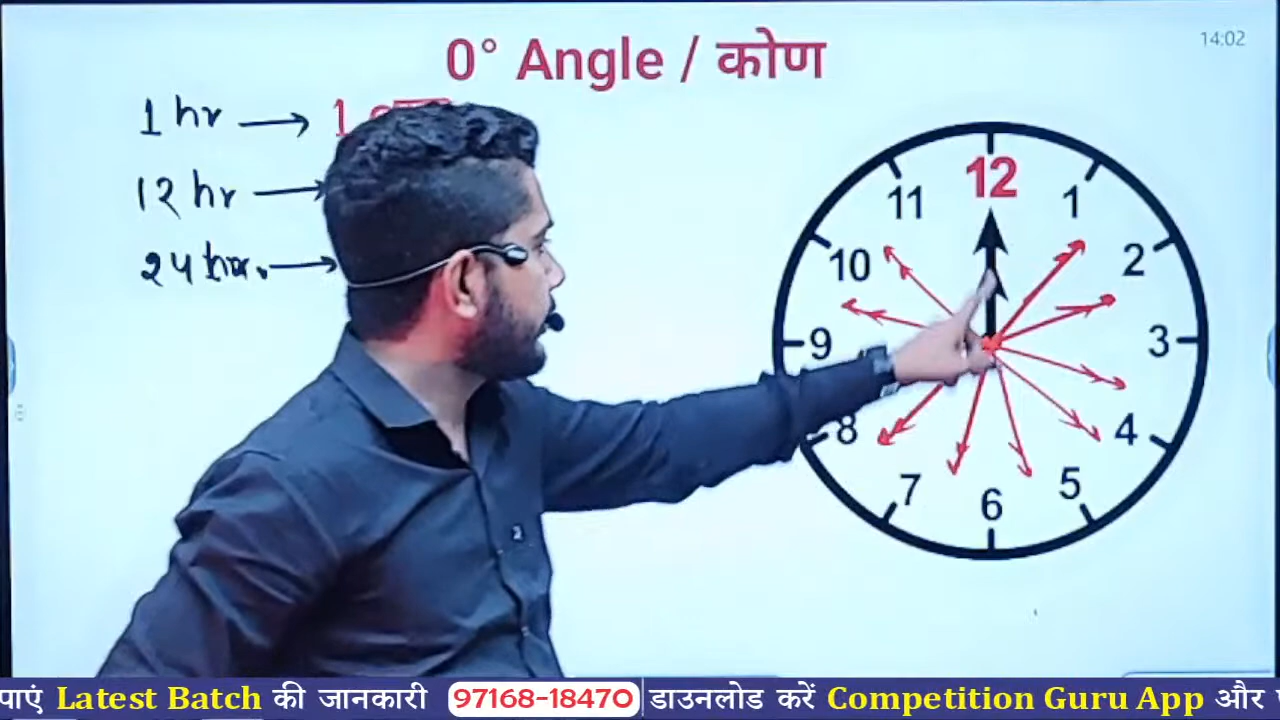 14:02
0° Angle / कोण
1 hr → 1
12 hr →
24 hr. →
12
1
2
3
4
5
6
7
8
9
10
11
पाएं Latest Batch की जानकारी 97168-18470 डाउनलोड करें Competition Guru App और